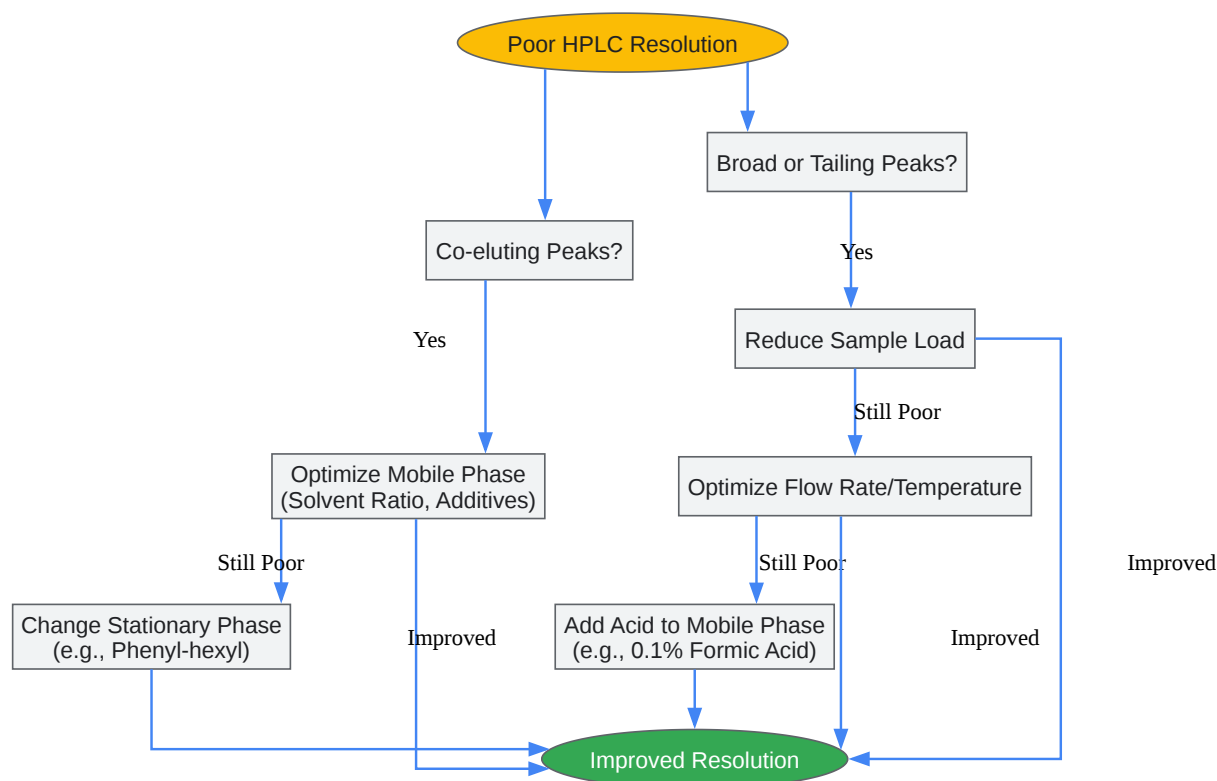 Poor HPLC Resolution
Broad or Tailing Peaks?
Co-eluting Peaks?
Yes
Reduce Sample Load
Yes
Still Poor
Optimize Mobile Phase
(Solvent Ratio, Additives)
Optimize Flow Rate/Temperature
Still Poor
Still Poor
Improved
Change Stationary Phase
(e.g., Phenyl-hexyl)
Improved
Add Acid to Mobile Phase
(e.g., 0.1% Formic Acid)
Improved
Improved Resolution